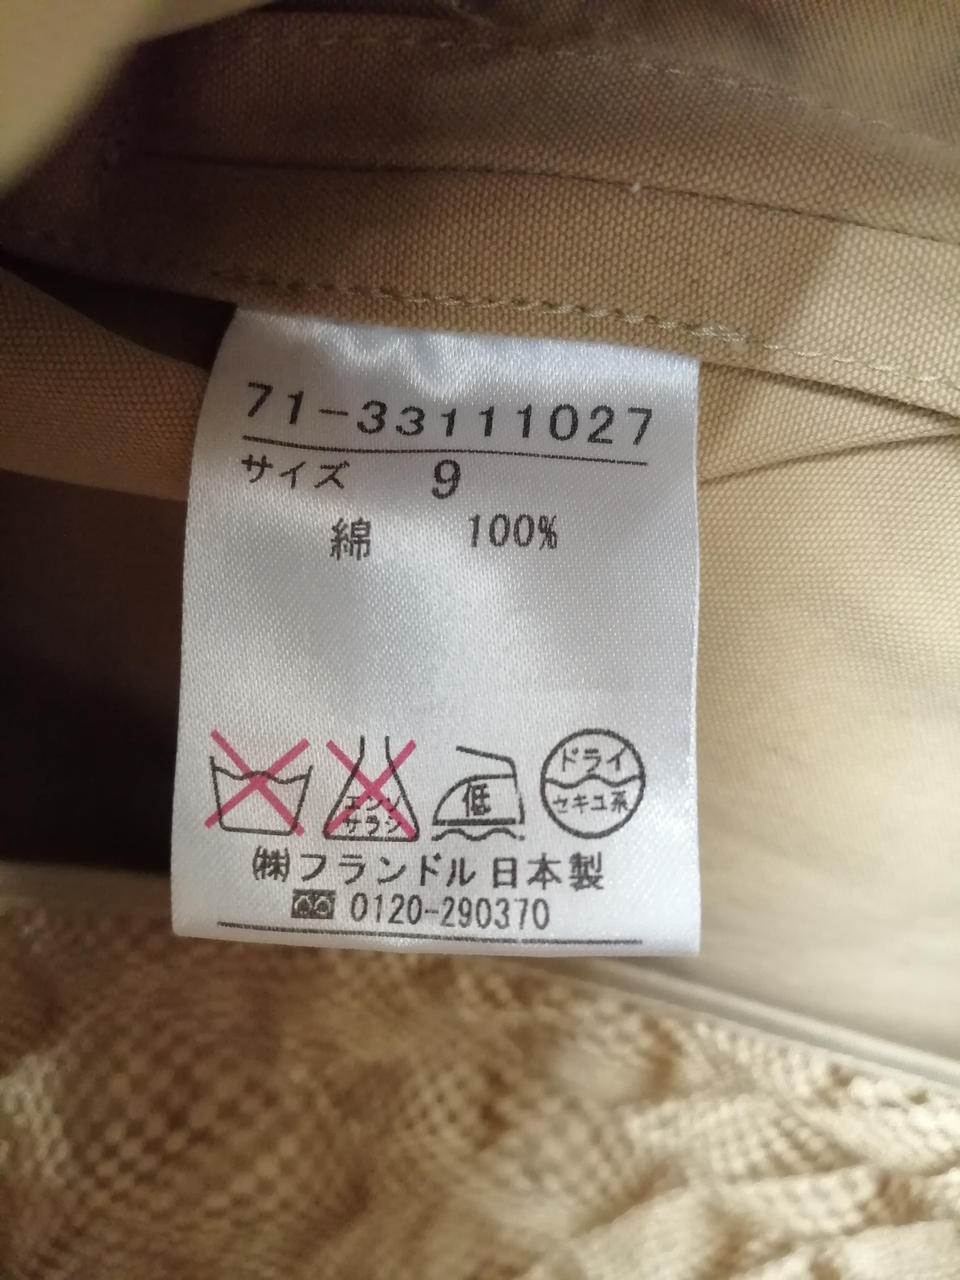 71-33111027
サイズ 9
綿 100%
エンソ
サラシ
低
ドライ
セキユ系
㈱フランドル 日本製
0120-290370